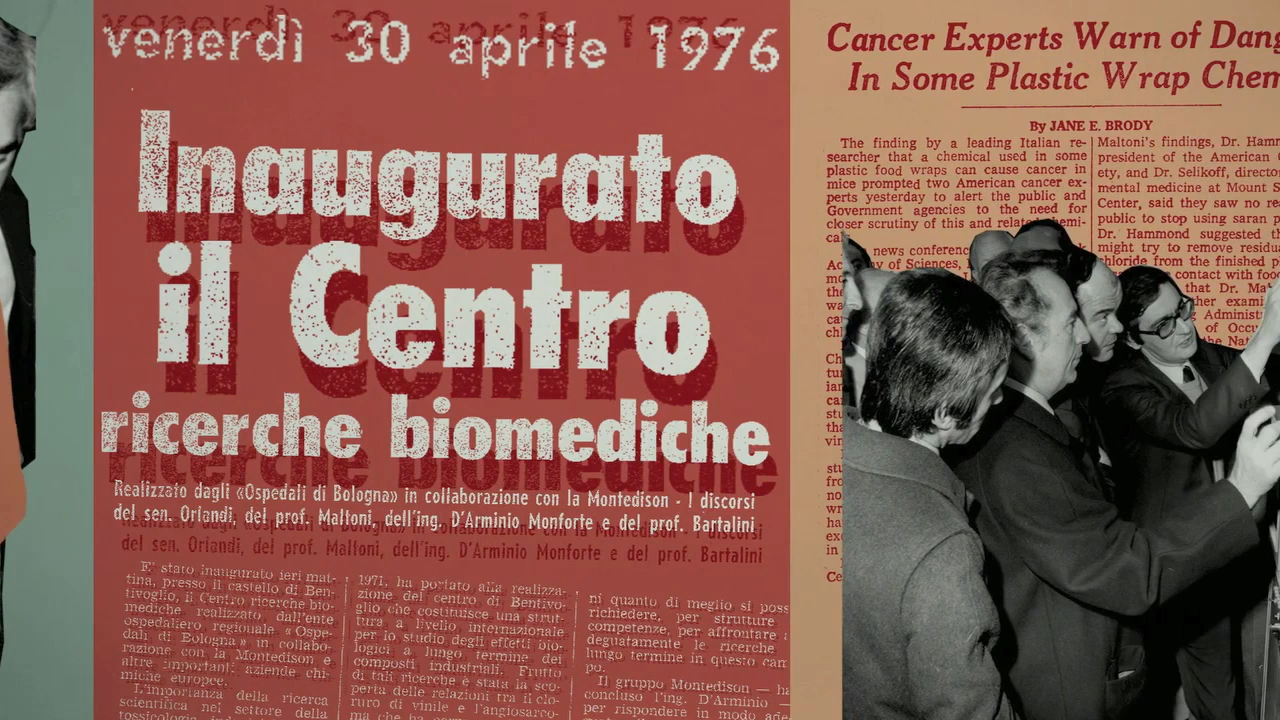 venerdì 30 aprile 1976
Inaugurato
il Centro
ricerche biomediche
Realizzato dagli «Ospedali di Bologna» in collaborazione con la Montedison - I discorsi
del sen. Orlandi, del prof. Maltoni, dell'ing. D'Arminio Monforte e del prof. Bartalini
E' stato inaugurato ieri mat-
tina, presso il castello di Ben-
tivoglio, il Centro ricerche bio-
mediche realizzato dall'ente
ospedaliero regionale «Ospe-
dali di Bologna» in collabo-
razione con la Montedison e
altre importanti aziende chi-
miche europee.
L'importanza della ricerca
scientifica nel settore della
1971, ha portato alla realizza-
zione del centro di Bentivo-
glio che costituisce una strut-
tura a livello internazionale
per lo studio degli effetti bio-
logici a lungo termine dei
composti industriali. Frutto
di tali ricerche è stata la sco-
perta delle relazioni tra il clo-
ruro di vinile e l'angiosarco-
ni quanto di meglio si poss
richiedere, per strutture
competenze, per affrontare
deguatamente le ricerche
lungo termine in questo cam
po.
Il gruppo Montedison — ha
concluso l'ing. D'Arminio —
per rispondere in modo ade
Cancer Experts Warn of Dang
In Some Plastic Wrap Chem
By JANE E. BRODY
The finding by a leading Italian re-
searcher that a chemical used in some
plastic food wraps can cause cancer in
mice prompted two American cancer ex-
perts yesterday to alert the public and
Government agencies to the need for
closer scrutiny of this and related chemi-
news conference
of Sciences,
Maltoni's findings, Dr. Hamm
president of the American
ety, and Dr. Selikoff, director
mental medicine at Mount S
Center, said they saw no re
public to stop using saran
Dr. Hammond suggested th
might try to remove residu
chloride from the finished p
contact with food
that Dr. Ma
ther exami
Administ
of Occu
the Nat